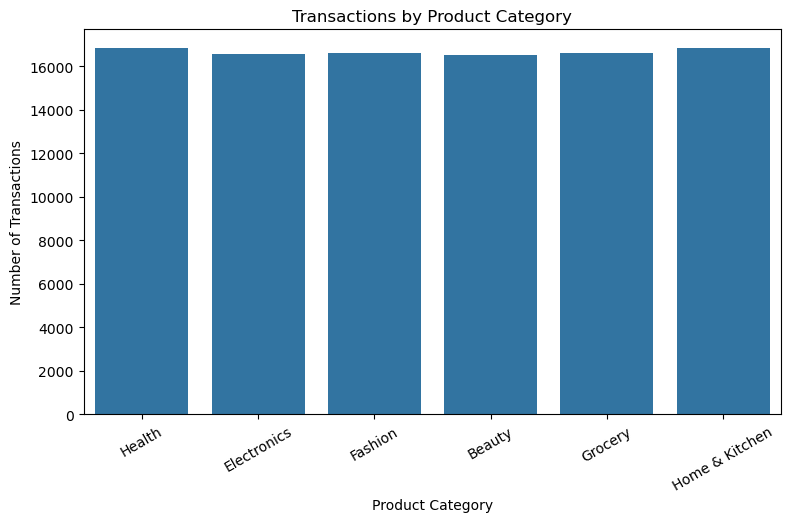 Transactions by Product Category
Number of Transactions
16000
14000
12000
10000
8000
6000
4000
2000
0
Health
Electronics
Fashion
Beauty
Grocery
Home & Kitchen
Product Category